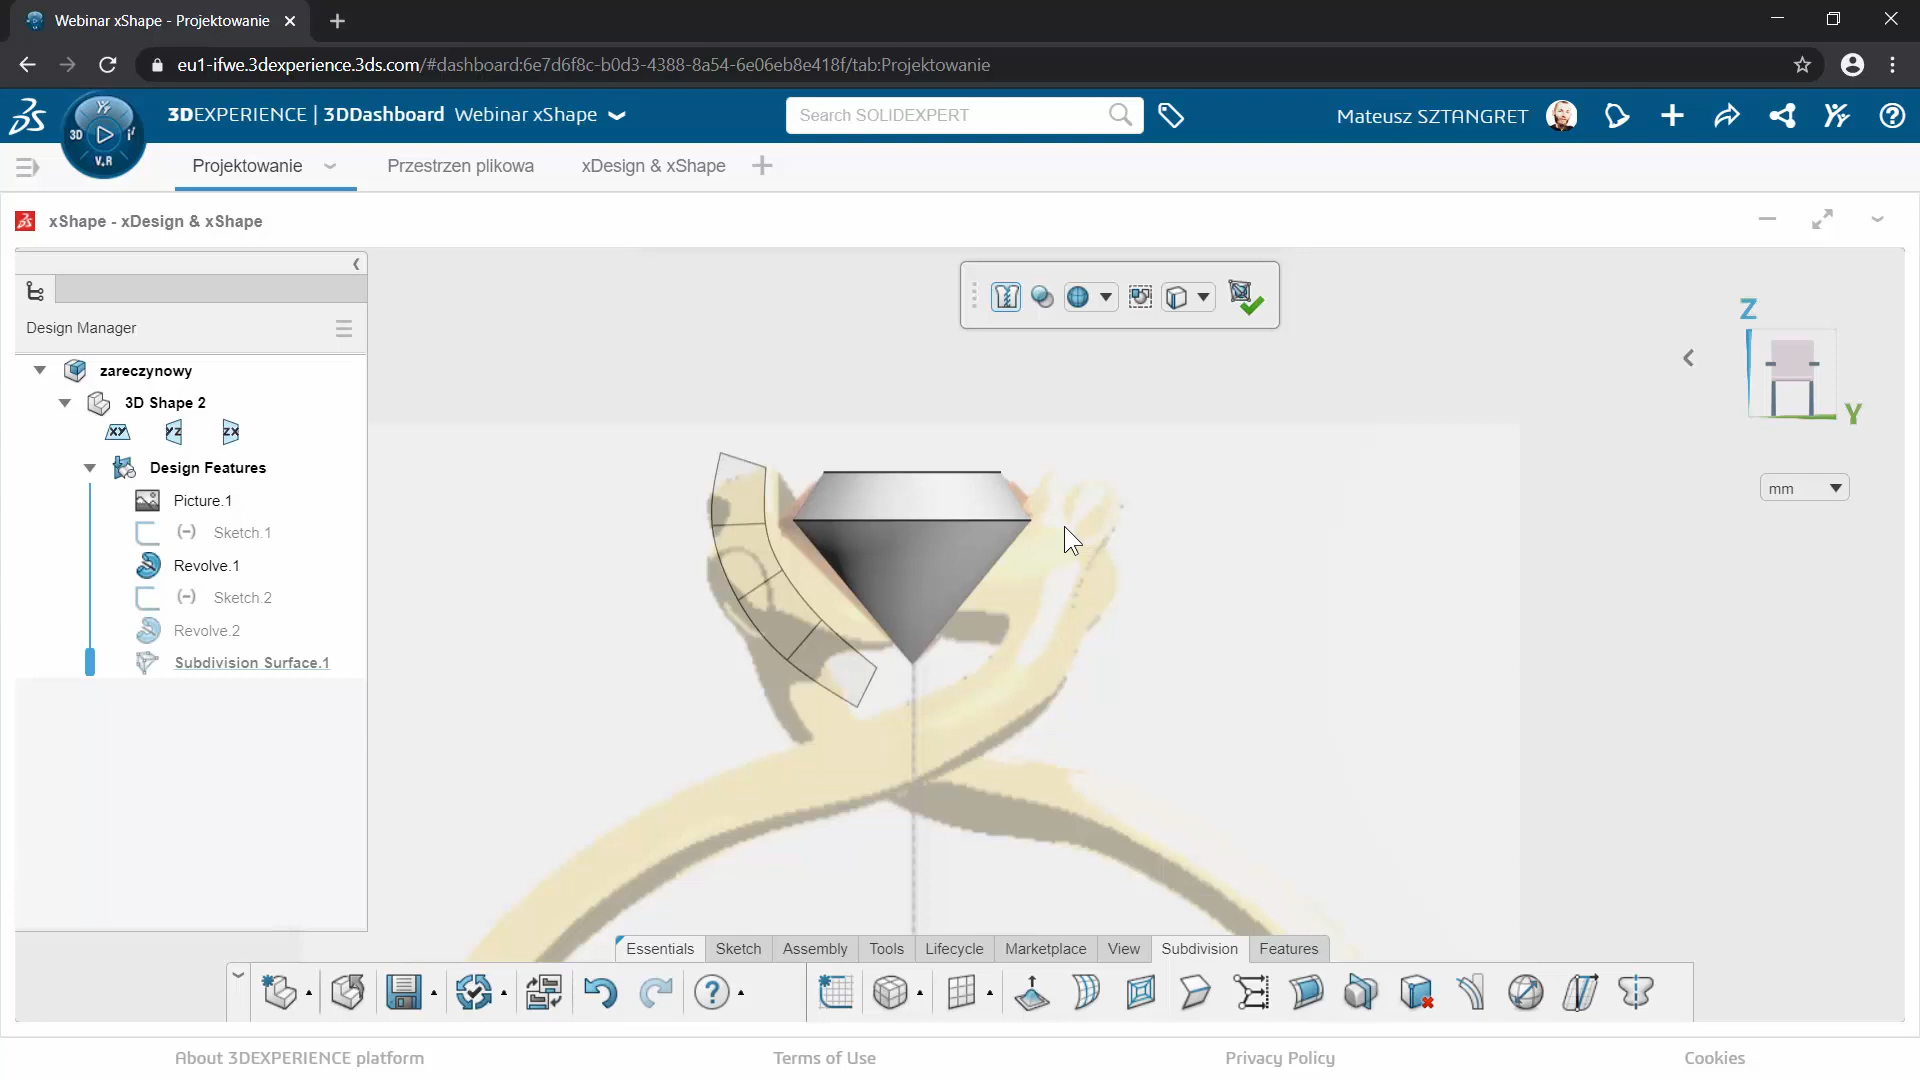 Webinar xShape - Projektowanie
eu1-ifwe.3dexperience.3ds.com/#dashboard:6e7d6f8c-b0d3-4388-8a54-6e06eb8e418f/tab:Projektowanie
3D
V.R
3DEXPERIENCE | 3DDashboard Webinar xShape
Search SOLIDEXPERT
Mateusz SZTANGRET
Projektowanie
Przestrzen plikowa
xDesign & xShape
xShape - xDesign & xShape
Design Manager
zareczynowy
3D Shape 2
XY
YZ
ZX
Design Features
Picture.1
(-) Sketch.1
Revolve.1
(-) Sketch.2
Revolve.2
Subdivision Surface.1
Z
Y
mm
Essentials
Sketch
Assembly
Tools
Lifecycle
Marketplace
View
Subdivision
Features
About 3DEXPERIENCE platform
Terms of Use
Privacy Policy
Cookies